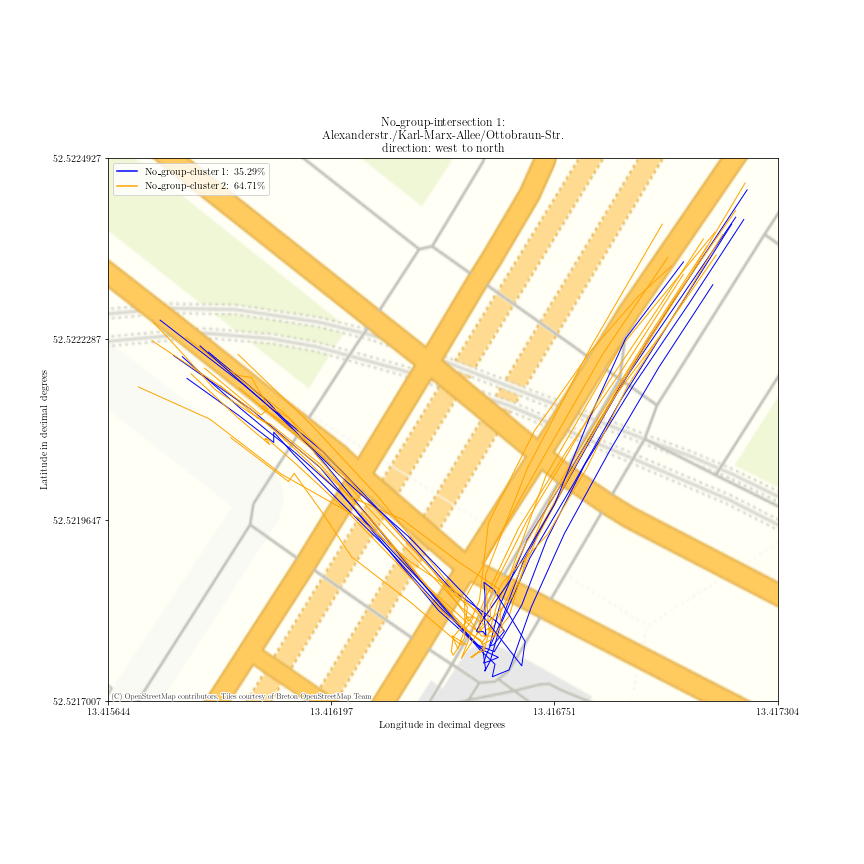 No_group-intersection 1:
Alexanderstr./Karl-Marx-Allee/Ottobraun-Str.
direction: west to north
52.5224927
No_group-cluster 1: 35.29%
No_group-cluster 2: 64.71%
52.5222287
Latitude in decimal degrees
52.5219647
52.5217007
(C) OpenStreetMap contributors, Tiles courtesy of Breton OpenStreetMap Team
13.415644
13.416197
13.416751
13.417304
Longitude in decimal degrees